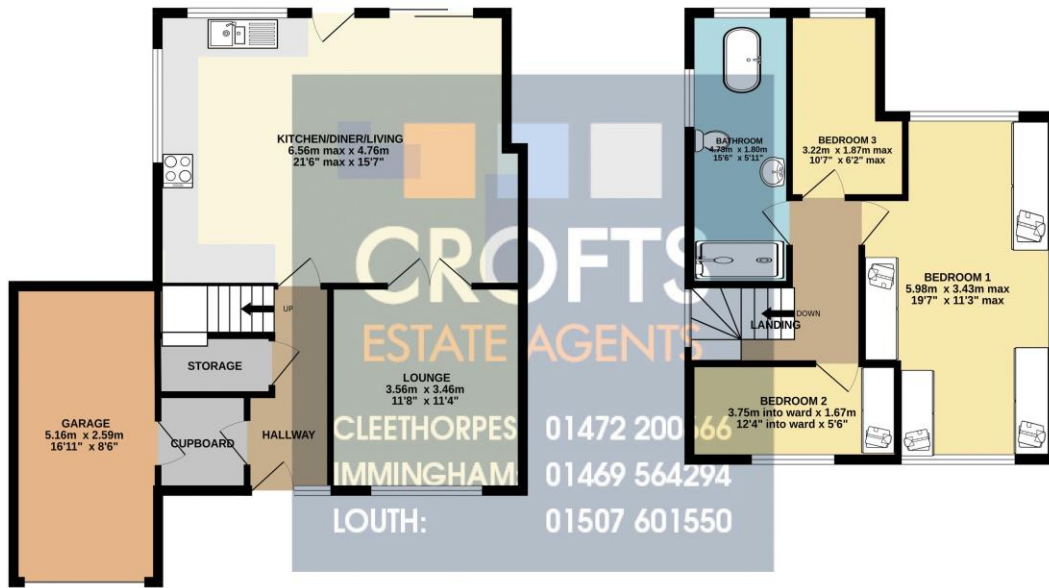 KITCHEN/DINER/LIVING
6.56m max x 4.76m
21'6" max x 15'7"
UP
STORAGE
LOUNGE
3.56m x 3.46m
11'8" x 11'4"
GARAGE
5.16m x 2.59m
16'11" x 8'6"
CUPBOARD
HALLWAY
BATHROOM
4.73m x 1.80m
15'6" x 5'11"
BEDROOM 3
3.22m x 1.87m max
10'7" x 6'2" max
BEDROOM 1
5.98m x 3.43m max
19'7" x 11'3" max
DOWN
LANDING
BEDROOM 2
3.75m into ward x 1.67m
12'4" into ward x 5'6"
CROFTS
ESTATE AGENTS
CLEETHORPES: 01472 200666
IMMINGHAM: 01469 564294
LOUTH: 01507 601550